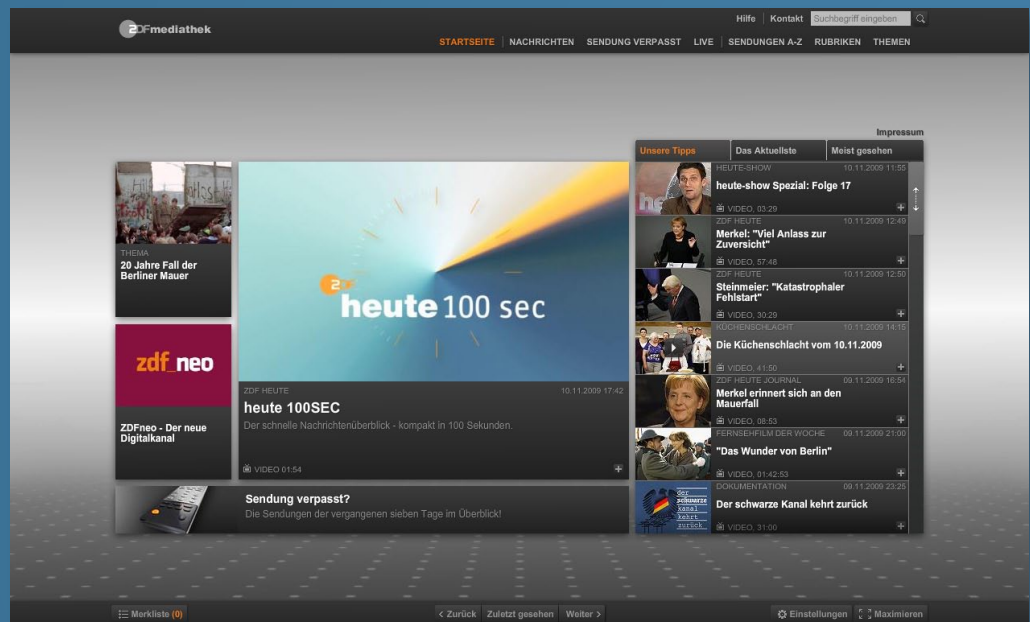 ZDFmediathek
Hilfe
Kontakt
Suchbegriff eingeben
STARTSEITE
NACHRICHTEN
SENDUNG VERPASST
LIVE
SENDUNGEN A-Z
RUBRIKEN
THEMEN
Impressum
THEMA
20 Jahre Fall der
Berliner Mauer
zdf_neo
ZDFneo - Der neue
Digitalkanal
ZDF
heute 100 sec
ZDF HEUTE
10.11.2009 17:42
heute 100SEC
Der schnelle Nachrichtenüberblick - kompakt in 100 Sekunden.
VIDEO 01:54
Sendung verpasst?
Die Sendungen der vergangenen sieben Tage im Überblick!
Unsere Tipps
Das Aktuellste
Meist gesehen
he
HEUTE-SHOW
10.11.2009 11:55
heute-show Spezial: Folge 17
VIDEO, 03:29
ZDF HEUTE
10.11.2009 12:49
Merkel: "Viel Anlass zur
Zuversicht"
VIDEO, 57:48
ZDF HEUTE
10.11.2009 12:50
Steinmeier: "Katastrophaler
Fehlstart"
VIDEO, 30:29
KÜCHENSCHLACHT
10.11.2009 14:15
Die Küchenschlacht vom 10.11.2009
VIDEO, 41:50
ZDF HEUTE JOURNAL
09.11.2009 16:54
Merkel erinnert sich an den
Mauerfall
VIDEO, 08:53
FERNSEHFILM DER WOCHE
09.11.2009 21:00
"Das Wunder von Berlin"
VIDEO, 01:42:53
der
schwarze
kanal
kehrt
zurück
DOKUMENTATION
09.11.2009 23:25
Der schwarze Kanal kehrt zurück
VIDEO, 31:00
Merkliste (0)
< Zurück
Zuletzt gesehen
Weiter >
Einstellungen
Maximieren